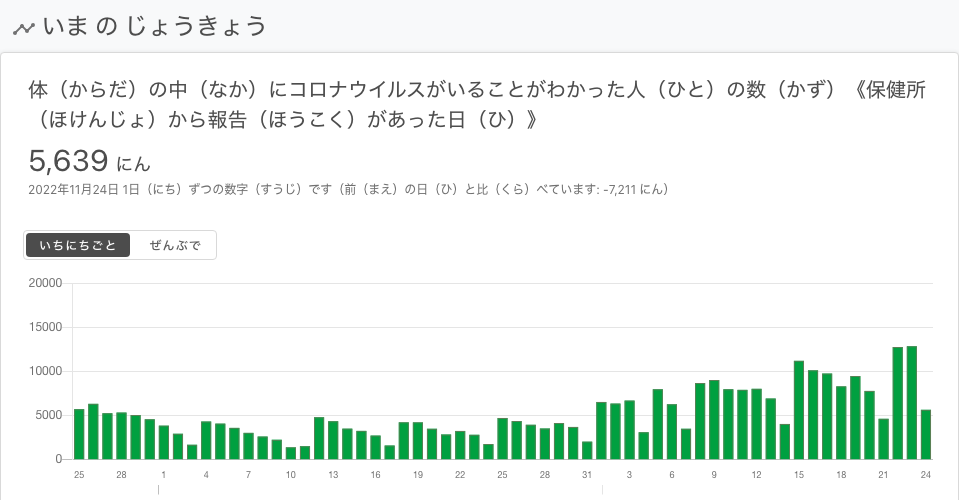 いま の じょうきょう
体（からだ）の中（なか）にコロナウイルスがいることがわかった人（ひと）の数（かず）《保健所
（ほけんじょ）から報告（ほうこく）があった日（ひ）》
5,639 にん
2022年11月24日 1日（にち）ずつの数字（すうじ）です（前（まえ）の日（ひ）と比（くら）べています: -7,211 にん）
いちにちごと ぜんぶで
20000
15000
10000
5000
0
25 28 1 4 7 10 13 16 19 22 25 28 31 3 6 9 12 15 18 21 24